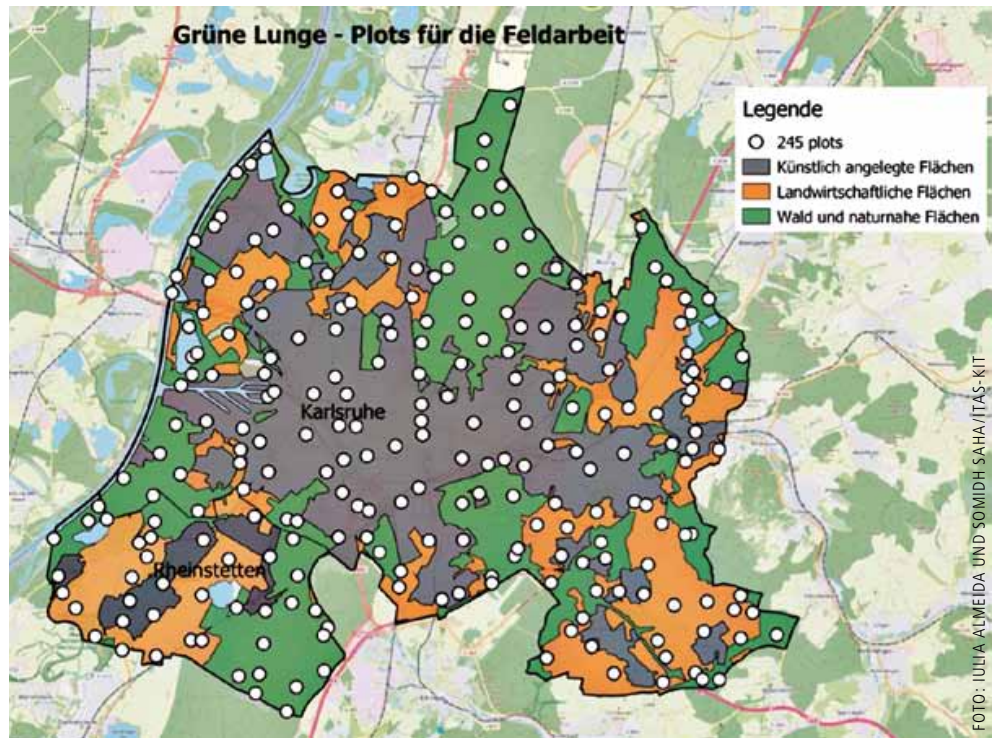 Grüne Lunge - Plots für die Feldarbeit
Legende
245 plots
Künstlich angelegte Flächen
Landwirtschaftliche Flächen
Wald und naturnahe Flächen
Karlsruhe
Rheinstetten
FOTO: IULIA ALMEIDA UND SOMIDH SAHA/ITAS-KIT